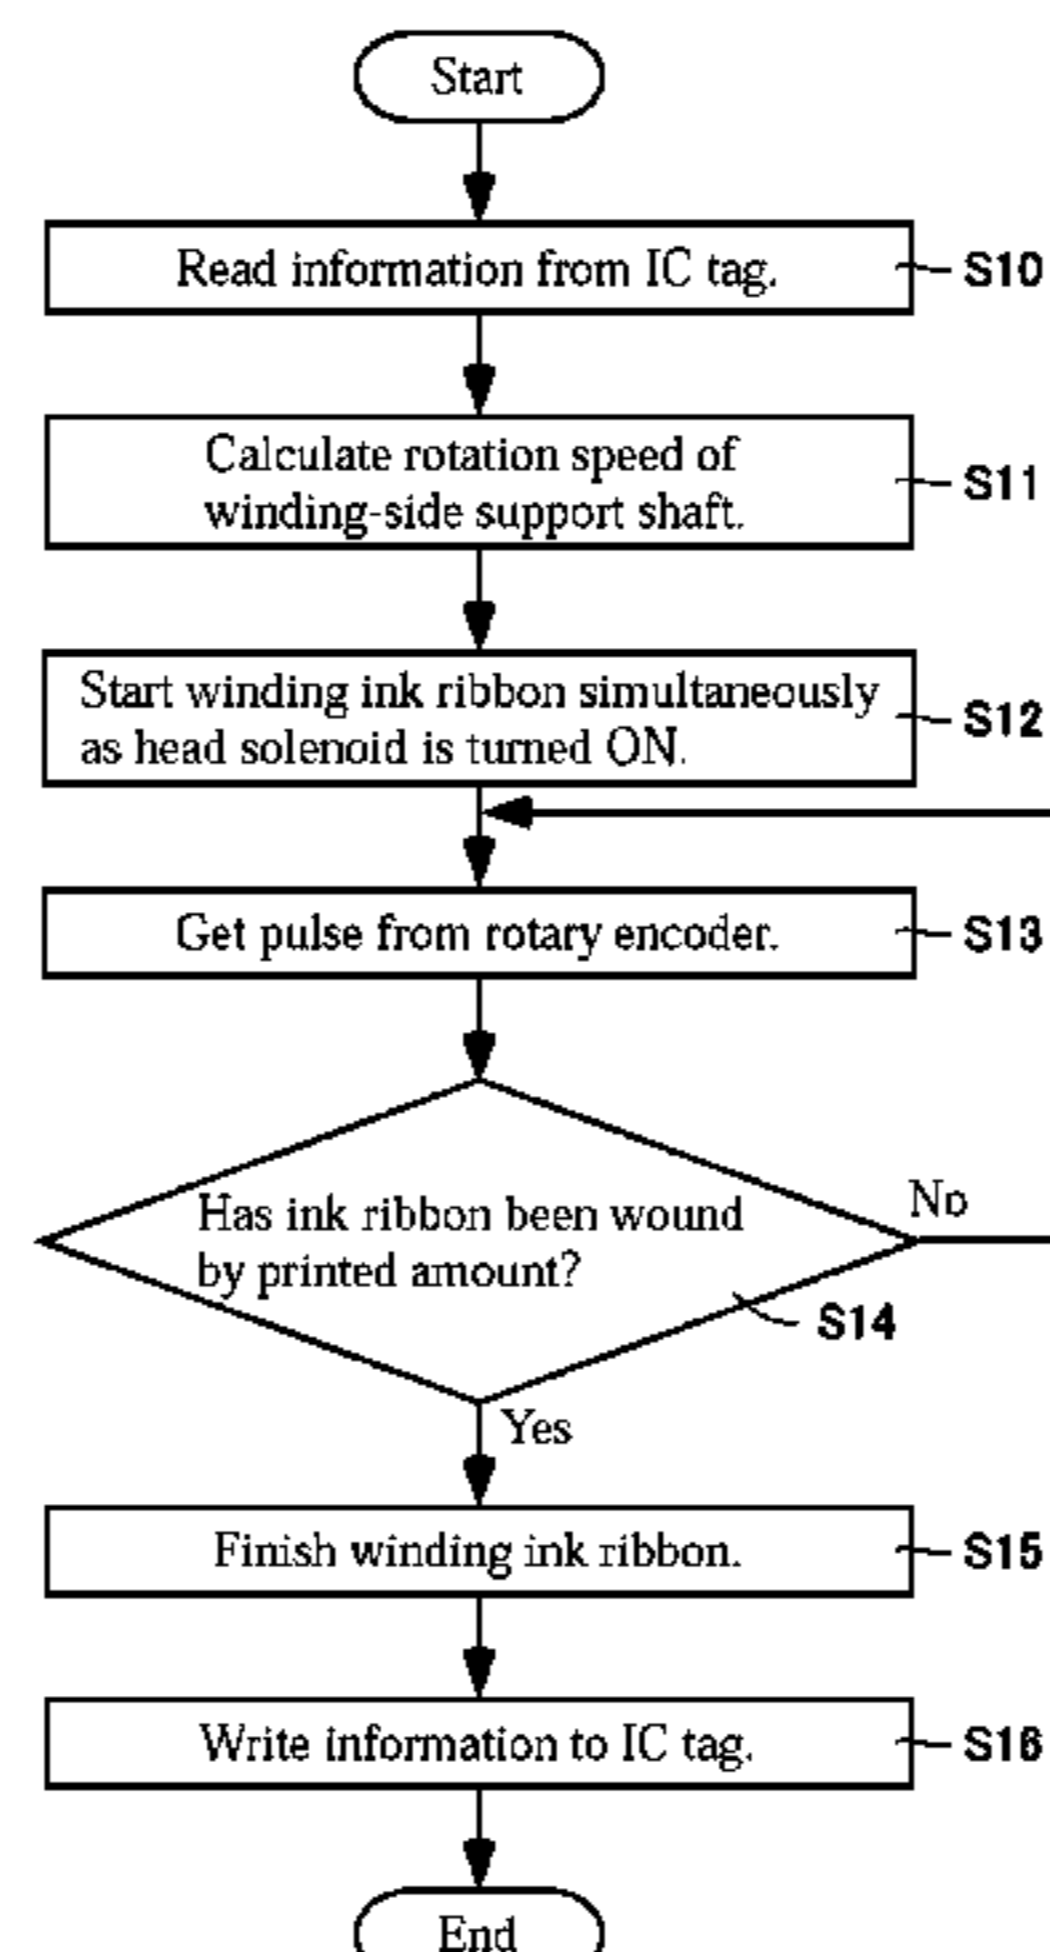 Start
Read information from IC tag.
S10
Calculate rotation speed of
winding-side support shaft.
S11
Start winding ink ribbon simultaneously
as head solenoid is turned ON.
S12
Get pulse from rotary encoder.
S13
Has ink ribbon been wound
by printed amount?
No
S14
Yes
Finish winding ink ribbon.
S15
Write information to IC tag.
S16
End